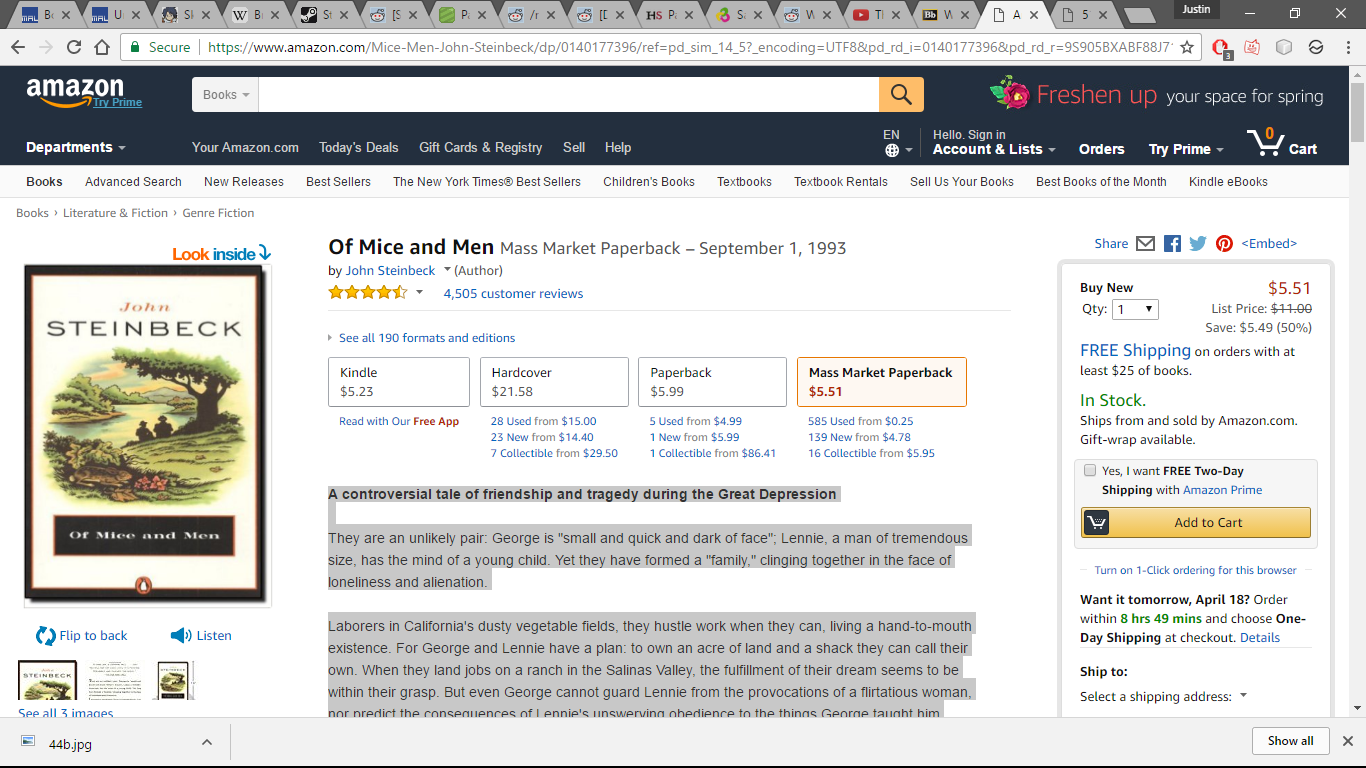 Be
Ur
Sk
W Br
St
[S
Pa
/r
[D
HS Pa
Sa
W
Ti
Bb W
A
5
Justin
Secure https://www.amazon.com/Mice-Men-John-Steinbeck/dp/0140177396/ref=pd_sim_14_5?_encoding=UTF8&pd_rd_i=0140177396&pd_rd_r=9S905BXABF88J7
3
amazon
Try Prime
Books
Freshen up your space for spring
Departments
Your Amazon.com Today's Deals Gift Cards & Registry Sell Help
EN
Hello. Sign in
Account & Lists
Orders
Try Prime
0
Cart
Books Advanced Search New Releases Best Sellers The New York Times® Best Sellers Children's Books Textbooks Textbook Rentals Sell Us Your Books Best Books of the Month Kindle eBooks
Books › Literature & Fiction › Genre Fiction
Look inside
John
STEINBECK
Of Mice and Men
Flip to back Listen
See all 3 images
Of Mice and Men Mass Market Paperback – September 1, 1993
by John Steinbeck (Author)
4,505 customer reviews
See all 190 formats and editions
Kindle
$5.23
Read with Our Free App
Hardcover
$21.58
28 Used from $15.00
23 New from $14.40
7 Collectible from $29.50
Paperback
$5.99
5 Used from $4.99
1 New from $5.99
1 Collectible from $86.41
Mass Market Paperback
$5.51
585 Used from $0.25
139 New from $4.78
16 Collectible from $5.95
A controversial tale of friendship and tragedy during the Great Depression
They are an unlikely pair: George is "small and quick and dark of face"; Lennie, a man of tremendous
size, has the mind of a young child. Yet they have formed a "family," clinging together in the face of
loneliness and alienation.
Laborers in California's dusty vegetable fields, they hustle work when they can, living a hand-to-mouth
existence. For George and Lennie have a plan: to own an acre of land and a shack they can call their
own. When they land jobs on a ranch in the Salinas Valley, the fulfillment of their dream seems to be
within their grasp. But even George cannot guard Lennie from the provocations of a flirtatious woman,
nor predict the consequences of Lennie's unswerving obedience to the things George taught him.
Share <Embed>
Buy New $5.51
Qty: 1 List Price: $11.00
Save: $5.49 (50%)
FREE Shipping on orders with at
least $25 of books.
In Stock.
Ships from and sold by Amazon.com.
Gift-wrap available.
Yes, I want FREE Two-Day
Shipping with Amazon Prime
Add to Cart
Turn on 1-Click ordering for this browser
Want it tomorrow, April 18? Order
within 8 hrs 49 mins and choose One-
Day Shipping at checkout. Details
Ship to:
Select a shipping address:
44b.jpg
Show all